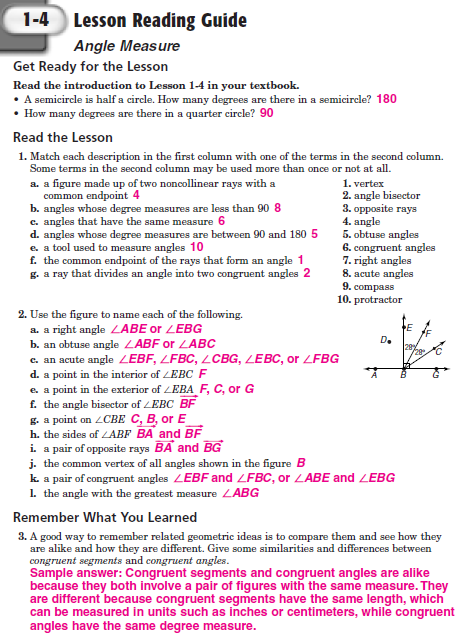 1-4 Lesson Reading Guide
Angle Measure
Get Ready for the Lesson
Read the introduction to Lesson 1-4 in your textbook.
• A semicircle is half a circle. How many degrees are there in a semicircle? 180
• How many degrees are there in a quarter circle? 90
Read the Lesson
1. Match each description in the first column with one of the terms in the second column.
Some terms in the second column may be used more than once or not at all.
a. a figure made up of two noncollinear rays with a
common endpoint 4
b. angles whose degree measures are less than 90 8
c. angles that have the same measure 6
d. angles whose degree measures are between 90 and 180 5
e. a tool used to measure angles 10
f. the common endpoint of the rays that form an angle 1
g. a ray that divides an angle into two congruent angles 2
1. vertex
2. angle bisector
3. opposite rays
4. angle
5. obtuse angles
6. congruent angles
7. right angles
8. acute angles
9. compass
10. protractor
2. Use the figure to name each of the following.
a. a right angle ∠ABE or ∠EBG
b. an obtuse angle ∠ABF or ∠ABC
c. an acute angle ∠EBF, ∠FBC, ∠CBG, ∠EBC, or ∠FBG
d. a point in the interior of ∠EBC F
e. a point in the exterior of ∠EBA F, C, or G
f. the angle bisector of ∠EBC BF
g. a point on ∠CBE C, B, or E
h. the sides of ∠ABF BA and BF
i. a pair of opposite rays BA and BG
j. the common vertex of all angles shown in the figure B
k. a pair of congruent angles ∠EBF and ∠FBC, or ∠ABE and ∠EBG
l. the angle with the greatest measure ∠ABG
E
F
D
28°
28°
C
A
B
G
Remember What You Learned
3. A good way to remember related geometric ideas is to compare them and see how they
are alike and how they are different. Give some similarities and differences between
congruent segments and congruent angles.
Sample answer: Congruent segments and congruent angles are alike
because they both involve a pair of figures with the same measure. They
are different because congruent segments have the same length, which
can be measured in units such as inches or centimeters, while congruent
angles have the same degree measure.